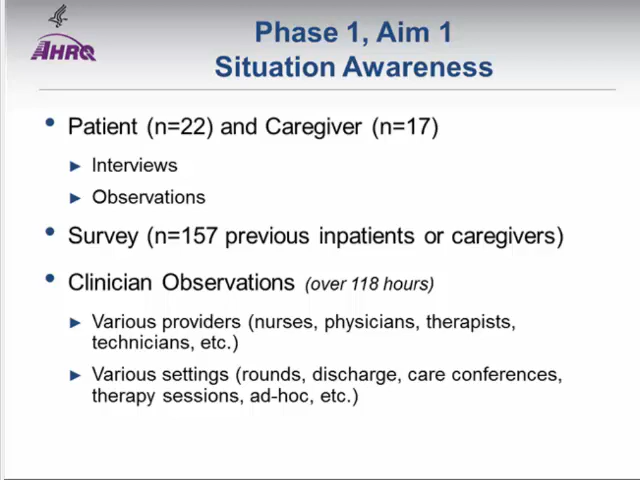 AHRQ
Phase 1, Aim 1
Situation Awareness
• Patient (n=22) and Caregiver (n=17)
► Interviews
► Observations
• Survey (n=157 previous inpatients or caregivers)
• Clinician Observations (over 118 hours)
► Various providers (nurses, physicians, therapists,
technicians, etc.)
► Various settings (rounds, discharge, care conferences,
therapy sessions, ad-hoc, etc.)